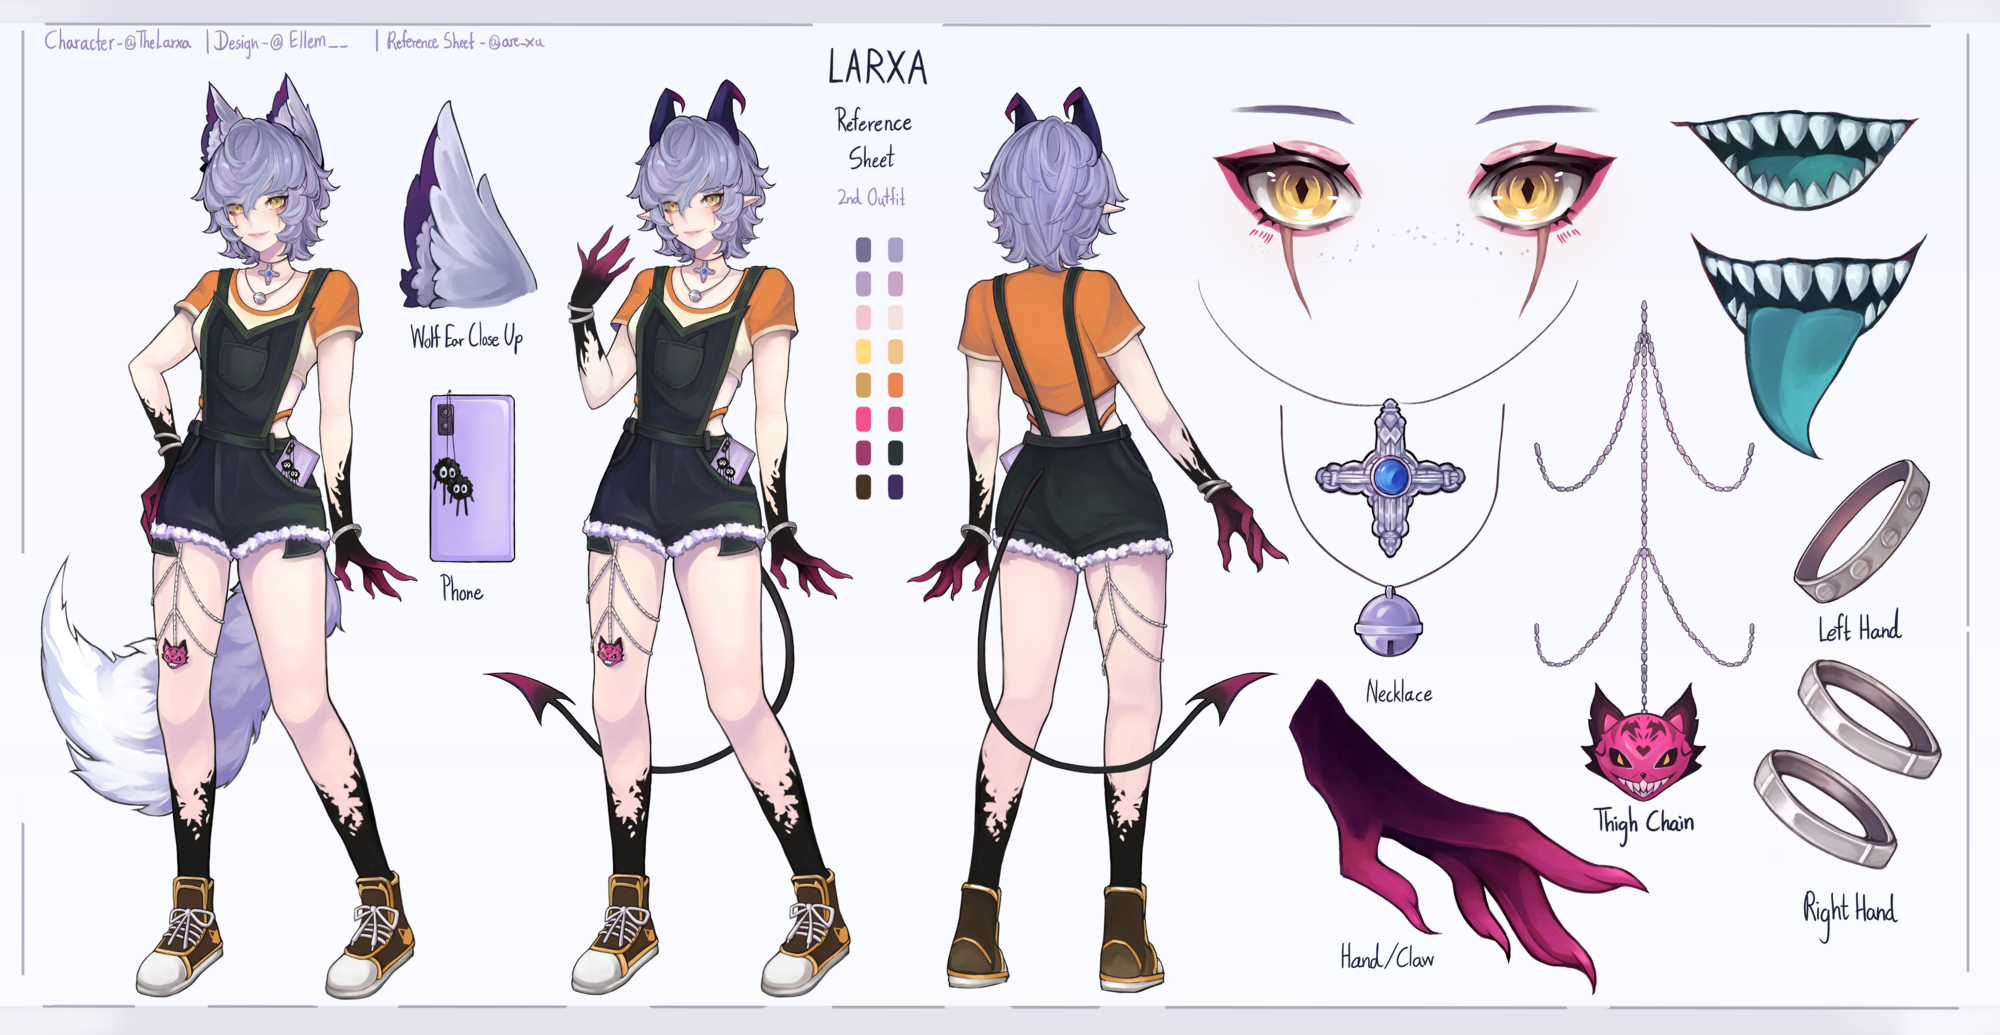 Character-@TheLarxa | Design-@ Ellem__ | Reference Sheet - @are_xu
LARXA
Reference
Sheet
2nd Outfit
Wolf Ear Close Up
Phone
Necklace
Hand/Claw
Thigh Chain
Left Hand
Right Hand